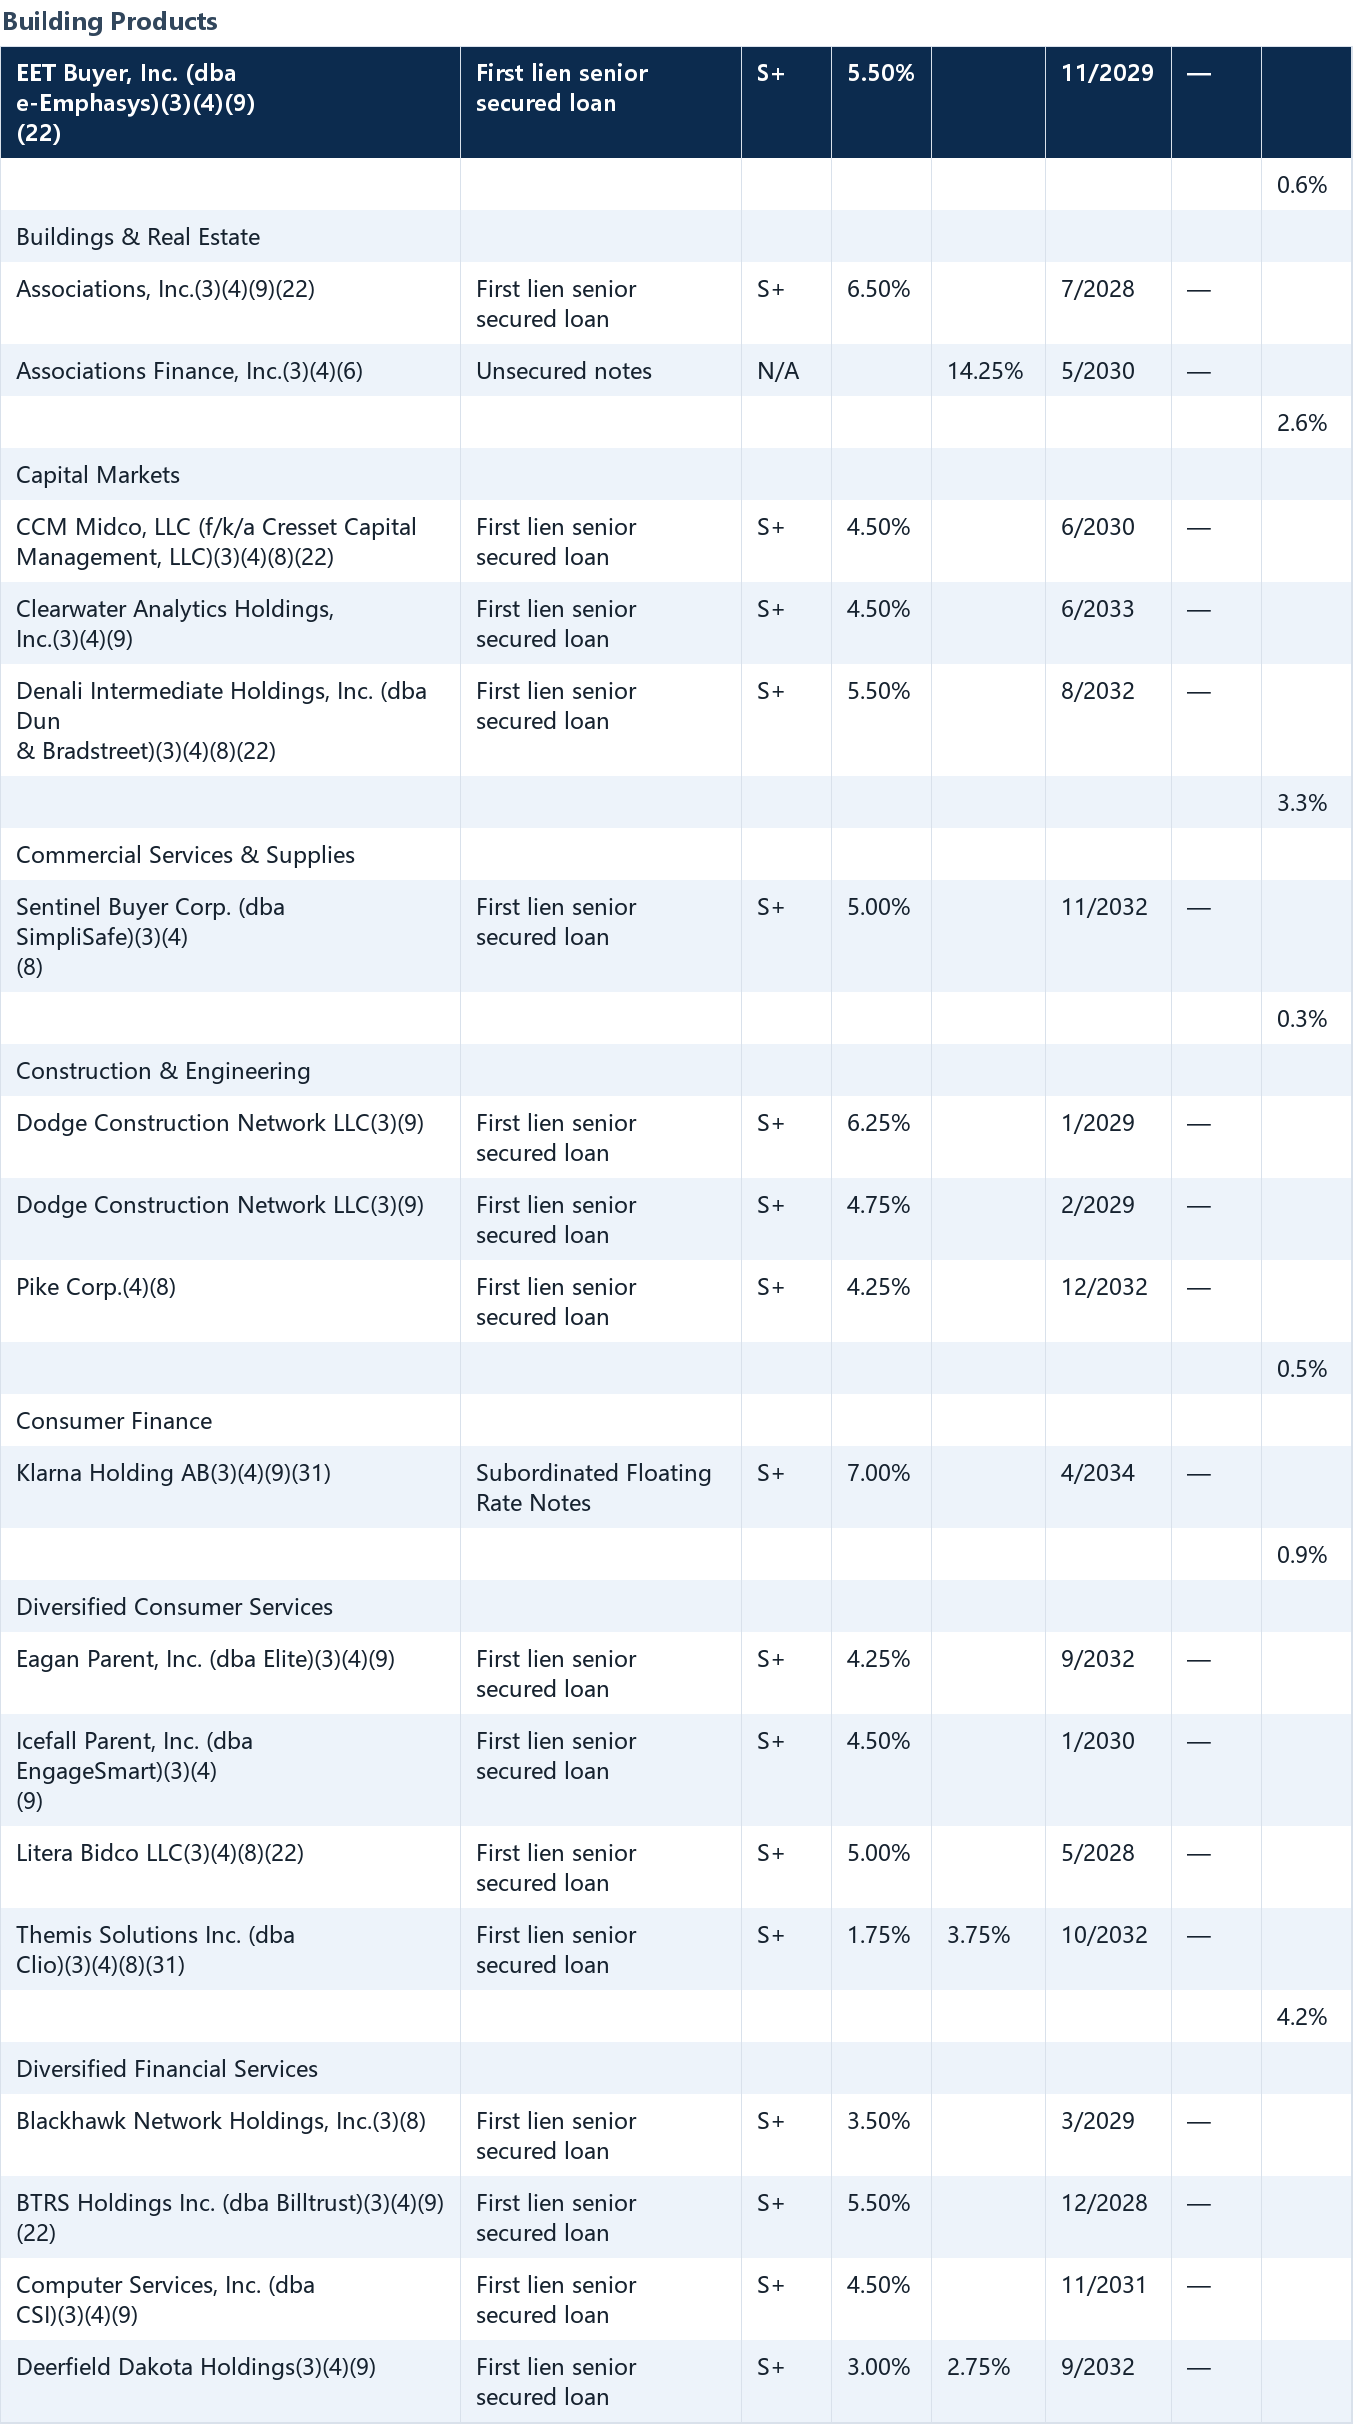 Building Products
EET Buyer, Inc. (dba First lien senior S+ 5.50% 11/2029 —
e-Emphasys)(3)(4)(9) secured loan
(22)
0.6%
Buildings & Real Estate
Associations, Inc.(3)(4)(9)(22) First lien senior S+ 6.50% 7/2028 —
secured loan
Associations Finance, Inc.(3)(4)(6) Unsecured notes N/A 14.25% 5/2030 —
2.6%
Capital Markets
CCM Midco, LLC (f/k/a Cresset Capital First lien senior S+ 4.50% 6/2030 —
Management, LLC)(3)(4)(8)(22) secured loan
Clearwater Analytics Holdings, First lien senior S+ 4.50% 6/2033 —
Inc.(3)(4)(9) secured loan
Denali Intermediate Holdings, Inc. (dba First lien senior S+ 5.50% 8/2032 —
Dun secured loan
& Bradstreet)(3)(4)(8)(22)
3.3%
Commercial Services & Supplies
Sentinel Buyer Corp. (dba First lien senior S+ 5.00% 11/2032 —
SimpliSafe)(3)(4) secured loan
(8)
0.3%
Construction & Engineering
Dodge Construction Network LLC(3)(9) First lien senior S+ 6.25% 1/2029 —
secured loan
Dodge Construction Network LLC(3)(9) First lien senior S+ 4.75% 2/2029 —
secured loan
Pike Corp.(4)(8) First lien senior S+ 4.25% 12/2032 —
secured loan
0.5%
Consumer Finance
Klarna Holding AB(3)(4)(9)(31) Subordinated Floating S+ 7.00% 4/2034 —
Rate Notes
0.9%
Diversified Consumer Services
Eagan Parent, Inc. (dba Elite)(3)(4)(9) First lien senior S+ 4.25% 9/2032 —
secured loan
Icefall Parent, Inc. (dba First lien senior S+ 4.50% 1/2030 —
EngageSmart)(3)(4) secured loan
(9)
Litera Bidco LLC(3)(4)(8)(22) First lien senior S+ 5.00% 5/2028 —
secured loan
Themis Solutions Inc. (dba First lien senior S+ 1.75% 3.75% 10/2032 —
Clio)(3)(4)(8)(31) secured loan
4.2%
Diversified Financial Services
Blackhawk Network Holdings, Inc.(3)(8) First lien senior S+ 3.50% 3/2029 —
secured loan
BTRS Holdings Inc. (dba Billtrust)(3)(4)(9) First lien senior S+ 5.50% 12/2028 —
(22) secured loan
Computer Services, Inc. (dba First lien senior S+ 4.50% 11/2031 —
CSI)(3)(4)(9) secured loan
Deerfield Dakota Holdings(3)(4)(9) First lien senior S+ 3.00% 2.75% 9/2032 —
secured loan